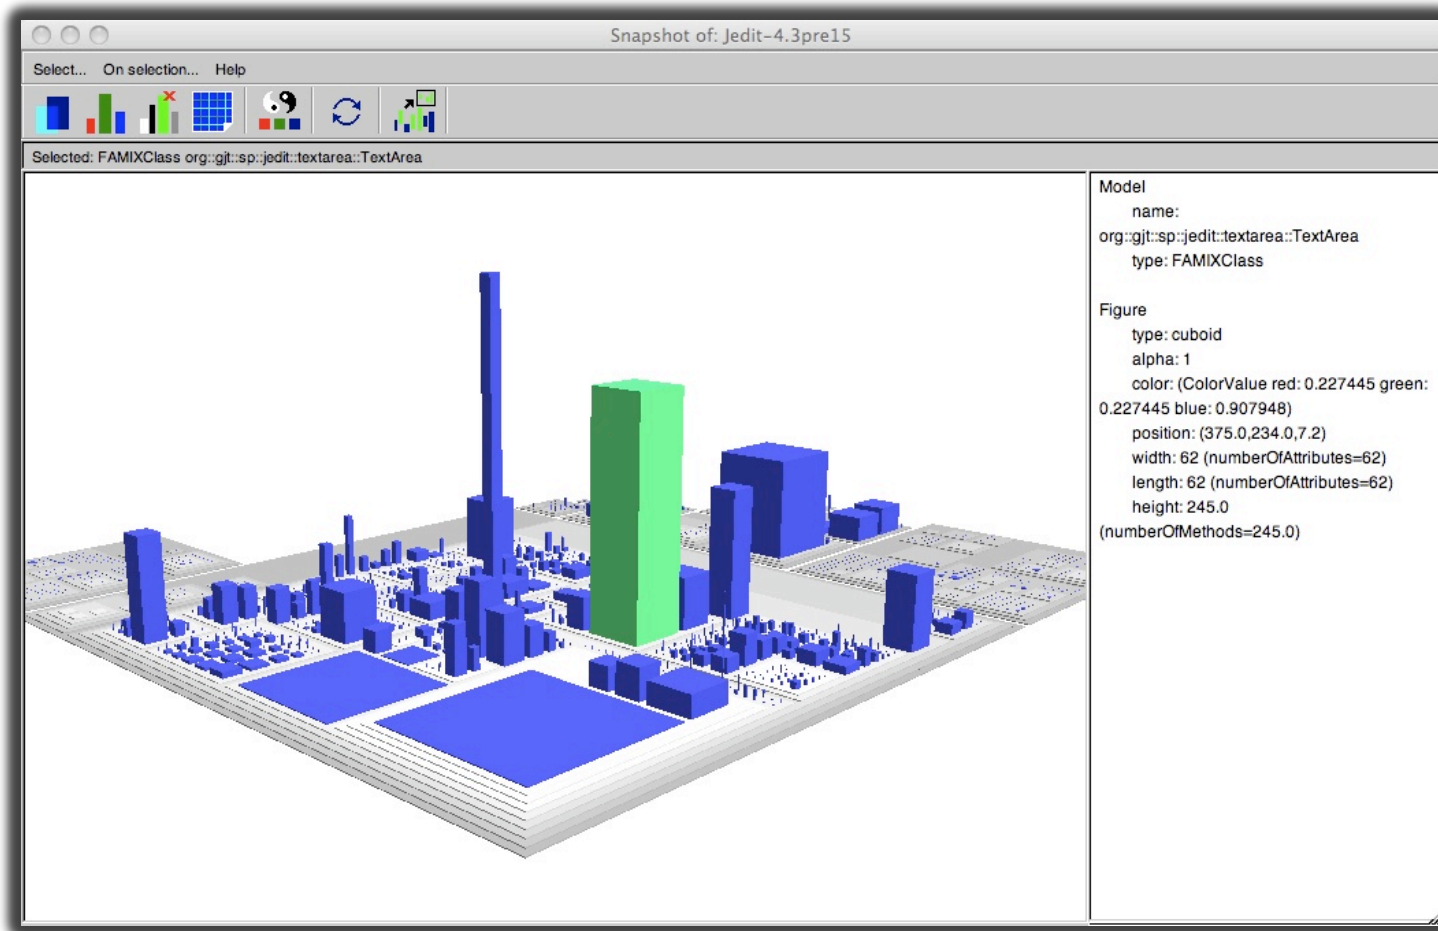 Snapshot of: Jedit-4.3pre15
Select... On selection... Help
Selected: FAMIXClass org::gjt::sp::jedit::textarea::TextArea
Model
name:
org::gjt::sp::jedit::textarea::TextArea
type: FAMIXClass
Figure
type: cuboid
alpha: 1
color: (ColorValue red: 0.227445 green:
0.227445 blue: 0.907948)
position: (375.0,234.0,7.2)
width: 62 (numberOfAttributes=62)
length: 62 (numberOfAttributes=62)
height: 245.0
(numberOfMethods=245.0)